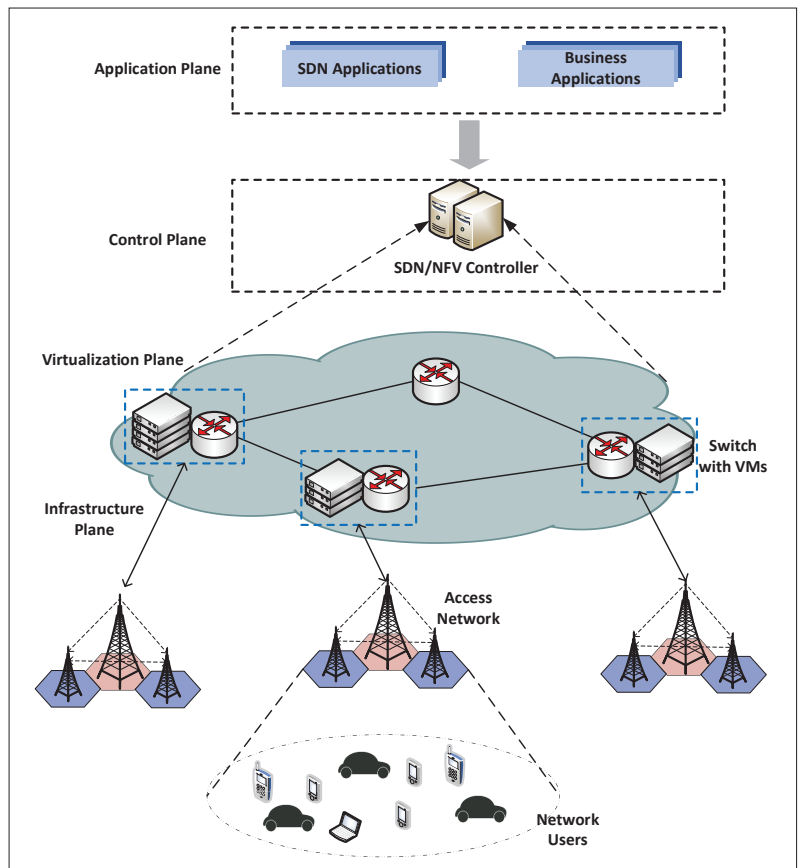 Application Plane
SDN Applications
Business
Applications
Control Plane
SDN/NFV Controller
Virtualization Plane
Switch
with VMs
Infrastructure
Plane
Access
Network
Network
Users